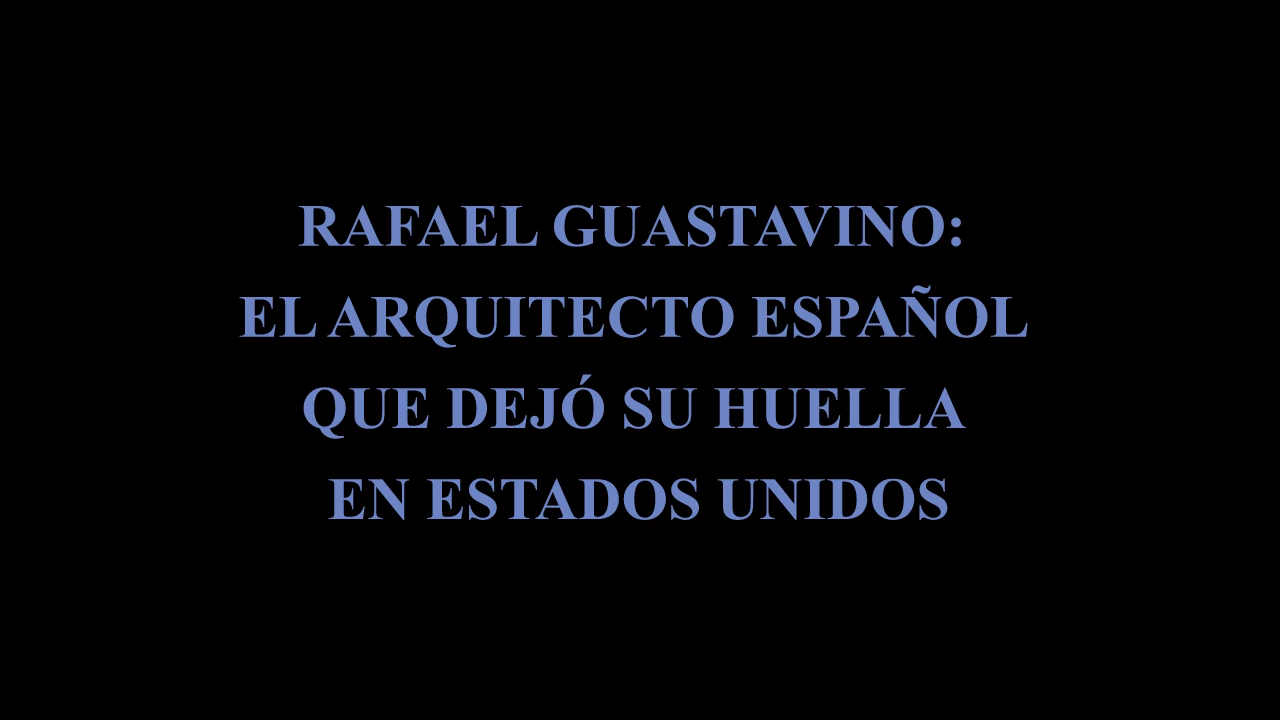 RAFAEL GUASTAVINO:
EL ARQUITECTO ESPAÑOL
QUE DEJÓ SU HUELLA
EN ESTADOS UNIDOS